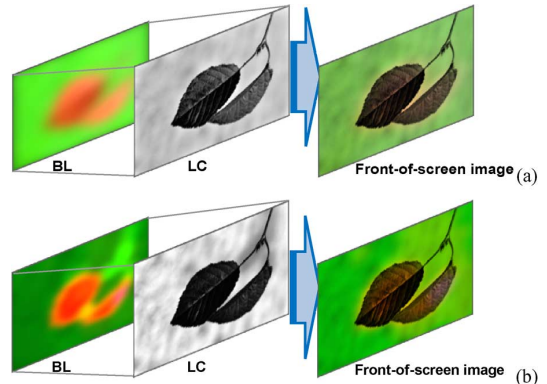 BL
LC
Front-of-screen image
(a)
BL
LC
Front-of-screen image
(b)